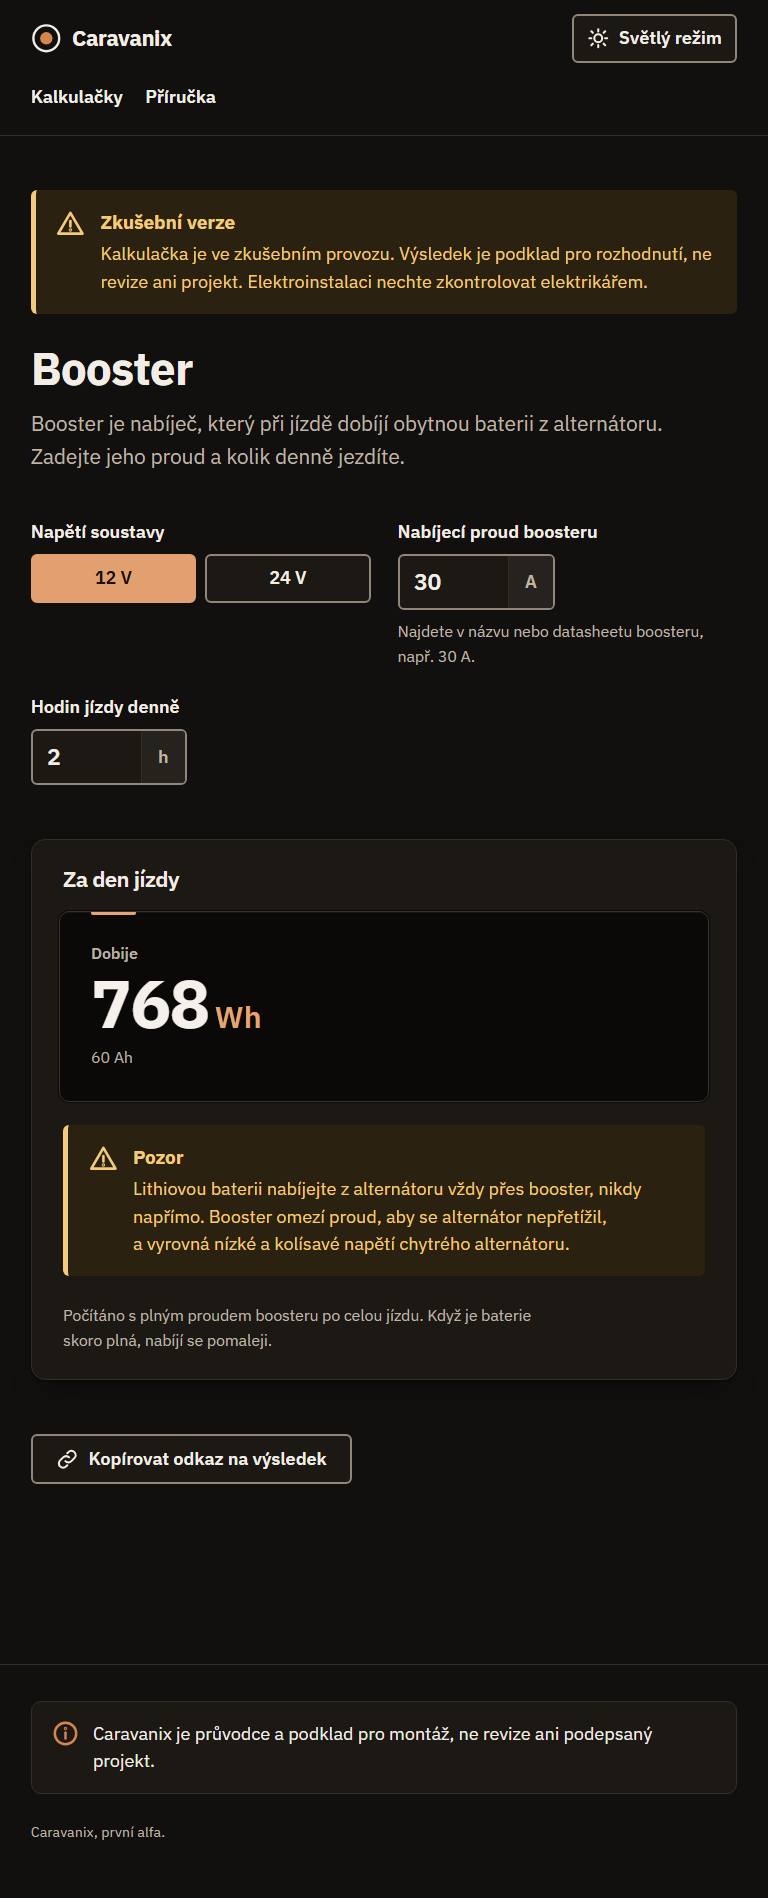 Caravanix
Světlý režim
Kalkulačky
Příručka
Zkušební verze
Kalkulačka je ve zkušebním provozu. Výsledek je podklad pro rozhodnutí, ne
revize ani projekt. Elektroinstalaci nechte zkontrolovat elektrikářem.
Booster
Booster je nabíječ, který při jízdě dobíjí obytnou baterii z alternátoru.
Zadejte jeho proud a kolik denně jezdíte.
Napětí soustavy
12 V
24 V
Nabíjecí proud boosteru
30 A
Najdete v názvu nebo datasheetu boosteru,
např. 30 A.
Hodin jízdy denně
2 h
Za den jízdy
Dobije
768 Wh
60 Ah
Pozor
Lithiovou baterii nabíjejte z alternátoru vždy přes booster, nikdy
napřímo. Booster omezí proud, aby se alternátor nepřetížil,
a vyrovná nízké a kolísavé napětí chytrého alternátoru.
Počítáno s plným proudem boosteru po celou jízdu. Když je baterie
skoro plná, nabíjí se pomaleji.
Kopírovat odkaz na výsledek
Caravanix je průvodce a podklad pro montáž, ne revize ani podepsaný
projekt.
Caravanix, první alfa.